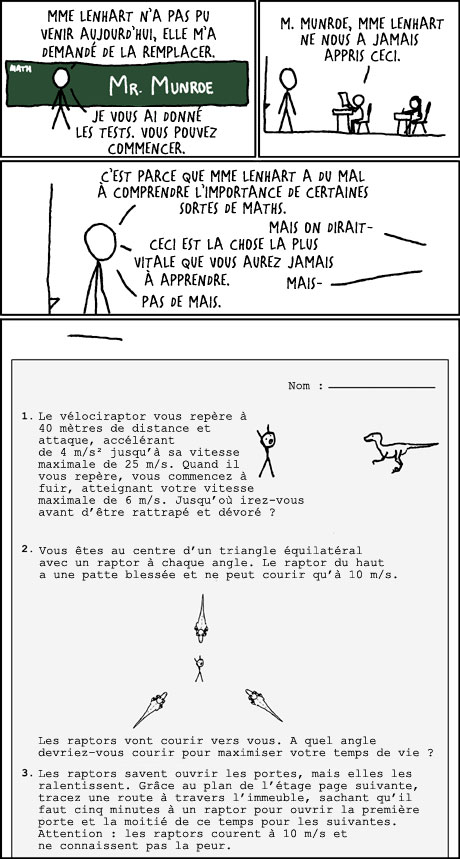 MME LENHART N'A PAS PU
VENIR AUJOURD'HUI, ELLE M'A
DEMANDÉ DE LA REMPLACER.
MATH
MR. MUNROE
JE VOUS AI DONNÉ
LES TESTS. VOUS POUVEZ
COMMENCER.
M. MUNROE, MME LENHART
NE NOUS A JAMAIS
APPRIS CECI.
C'EST PARCE QUE MME LENHART A DU MAL
À COMPRENDRE L'IMPORTANCE DE CERTAINES
SORTES DE MATHS.
MAIS ON DIRAIT-
CECI EST LA CHOSE LA PLUS
VITALE QUE VOUS AUREZ JAMAIS
À APPRENDRE.
MAIS-
PAS DE MAIS.
Nom :
1. Le vélociraptor vous repère à
40 mètres de distance et
attaque, accélérant
de 4 m/s² jusqu'à sa vitesse
maximale de 25 m/s. Quand il
vous repère, vous commencez à
fuir, atteignant votre vitesse
maximale de 6 m/s. Jusqu'où irez-vous
avant d'être rattrapé et dévoré ?
2. Vous êtes au centre d'un triangle équilatéral
avec un raptor à chaque angle. Le raptor du haut
a une patte blessée et ne peut courir qu'à 10 m/s.
Les raptors vont courir vers vous. A quel angle
devriez-vous courir pour maximiser votre temps de vie ?
3. Les raptors savent ouvrir les portes, mais elles les
ralentissent. Grâce au plan de l'étage page suivante,
tracez une route à travers l'immeuble, sachant qu'il
faut cinq minutes à un raptor pour ouvrir la première
porte et la moitié de ce temps pour les suivantes.
Attention : les raptors courent à 10 m/s et
ne connaissent pas la peur.